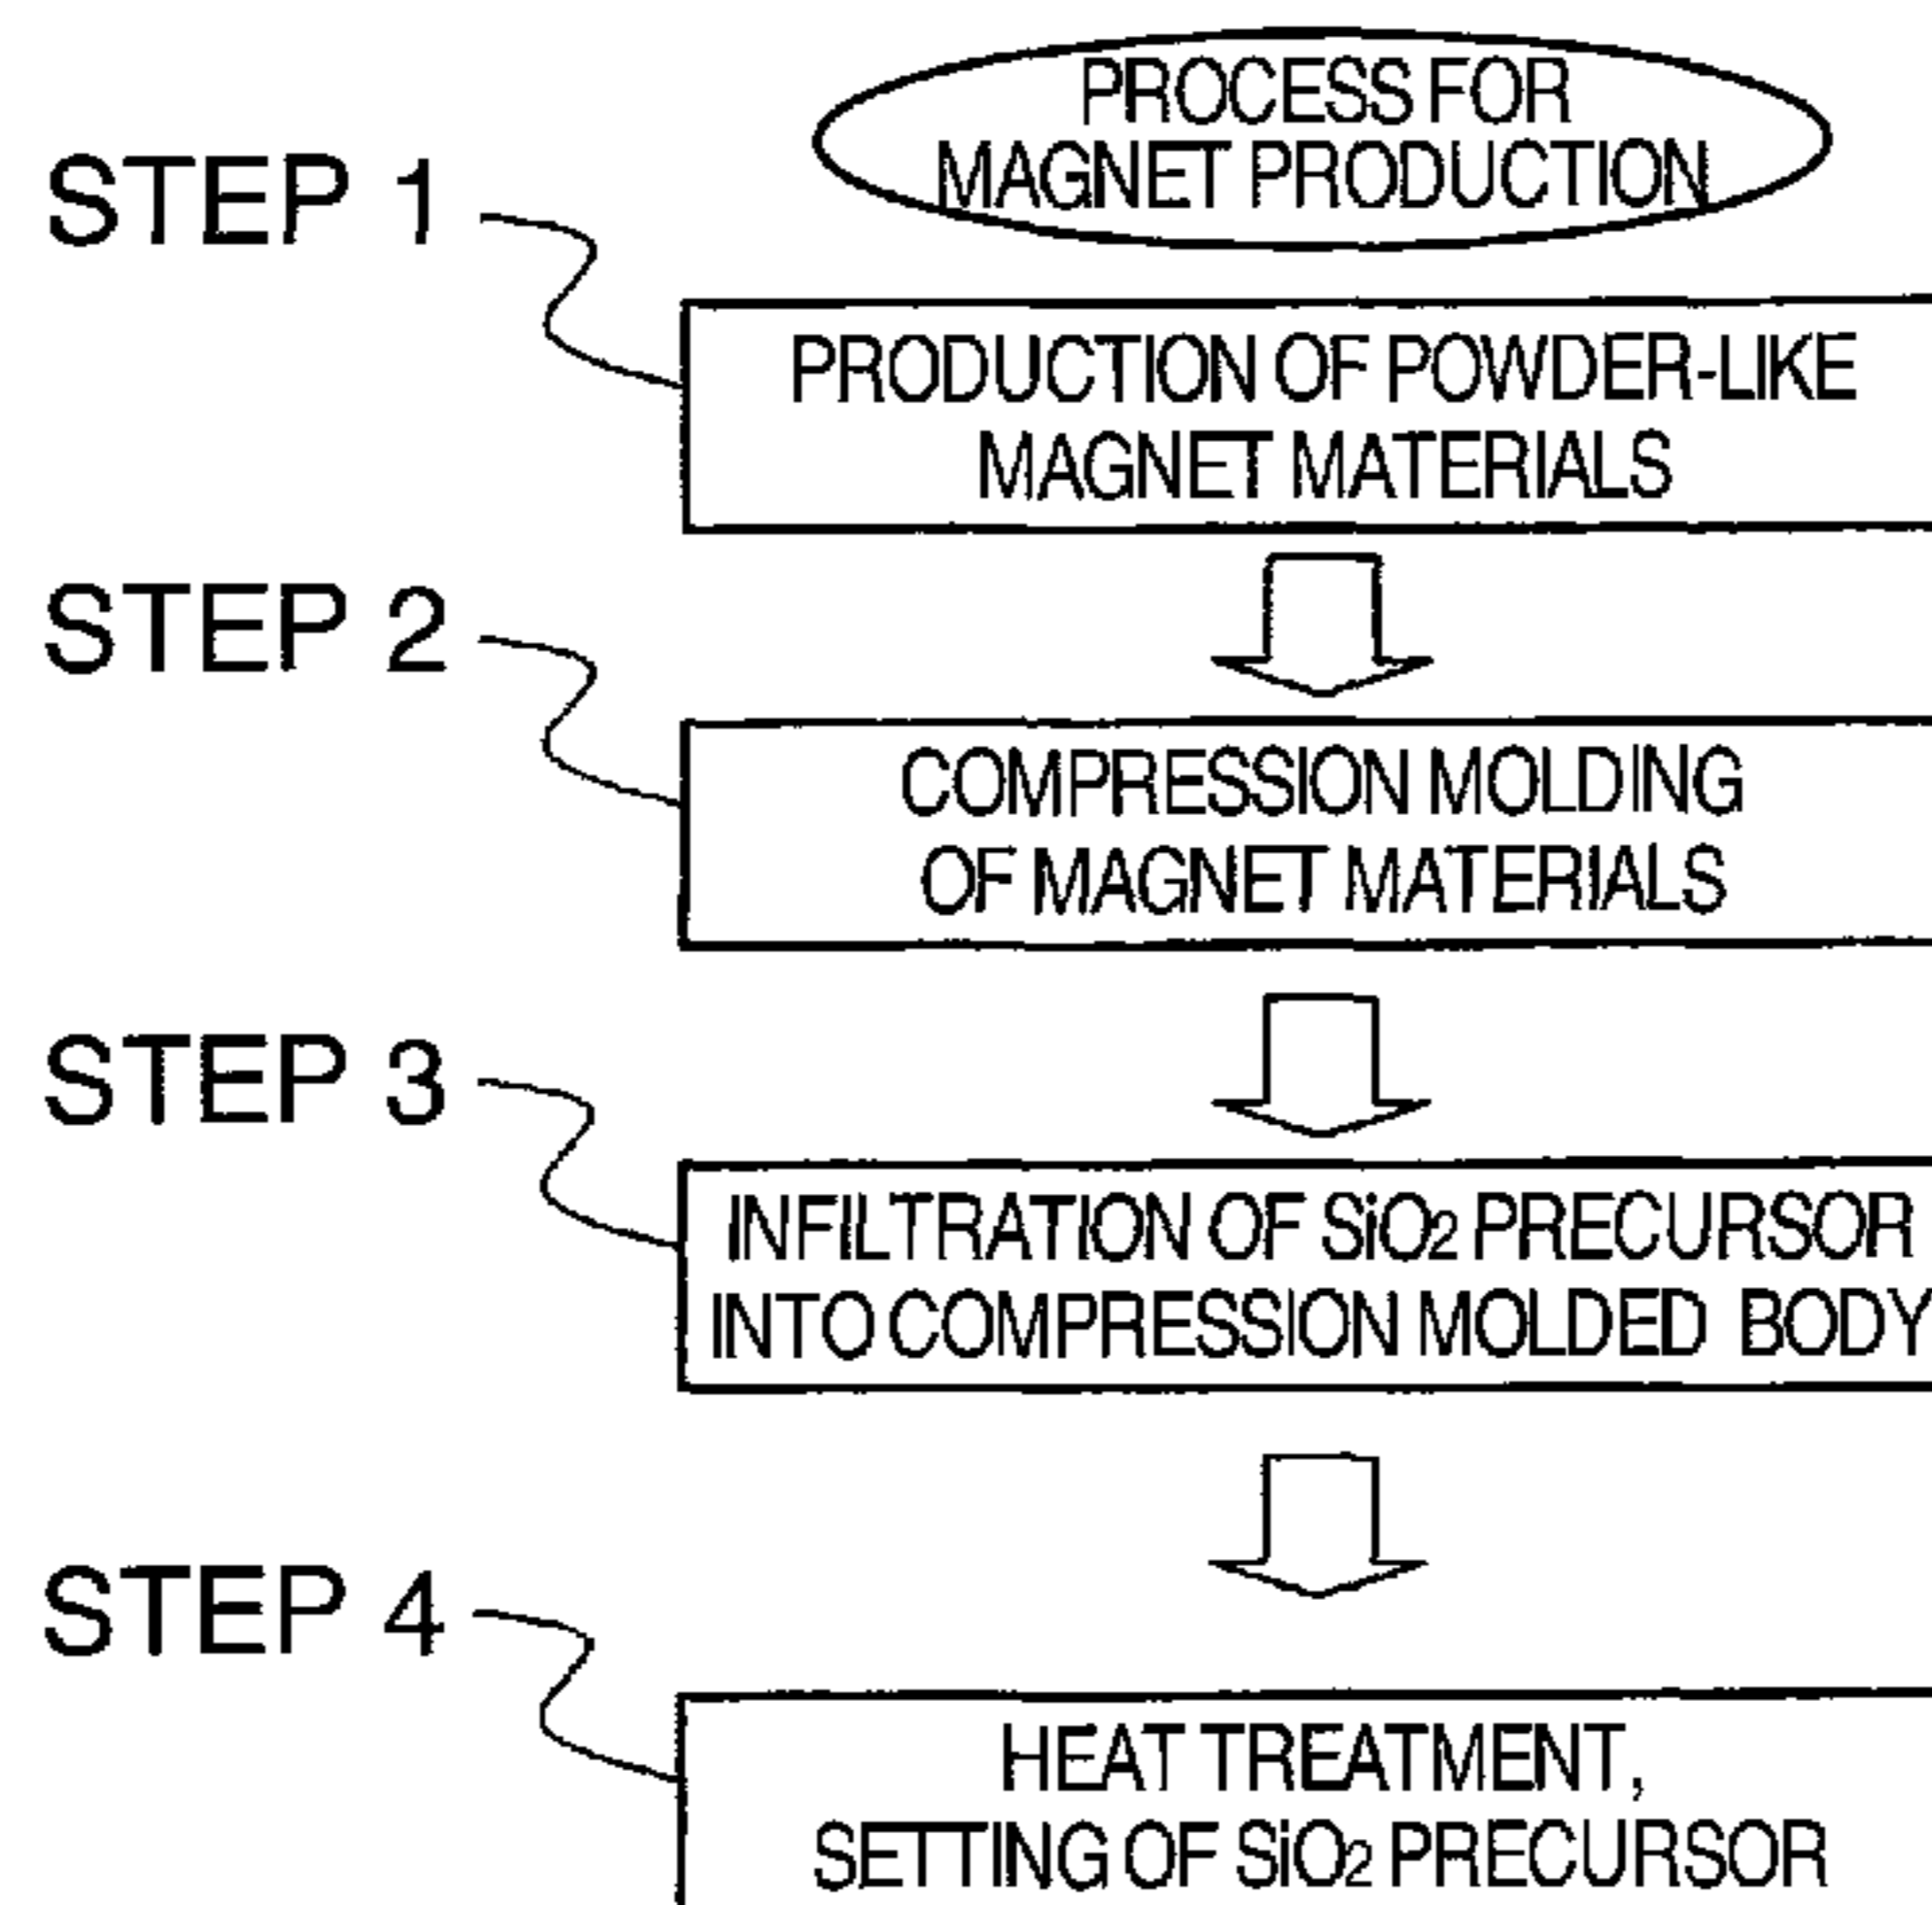 PROCESS FOR
MAGNET PRODUCTION
STEP 1
PRODUCTION OF POWDER-LIKE
MAGNET MATERIALS
STEP 2
COMPRESSION MOLDING
OF MAGNET MATERIALS
STEP 3
INFILTRATION OF SiO₂ PRECURSOR
INTO COMPRESSION MOLDED BODY
STEP 4
HEAT TREATMENT,
SETTING OF SiO₂ PRECURSOR